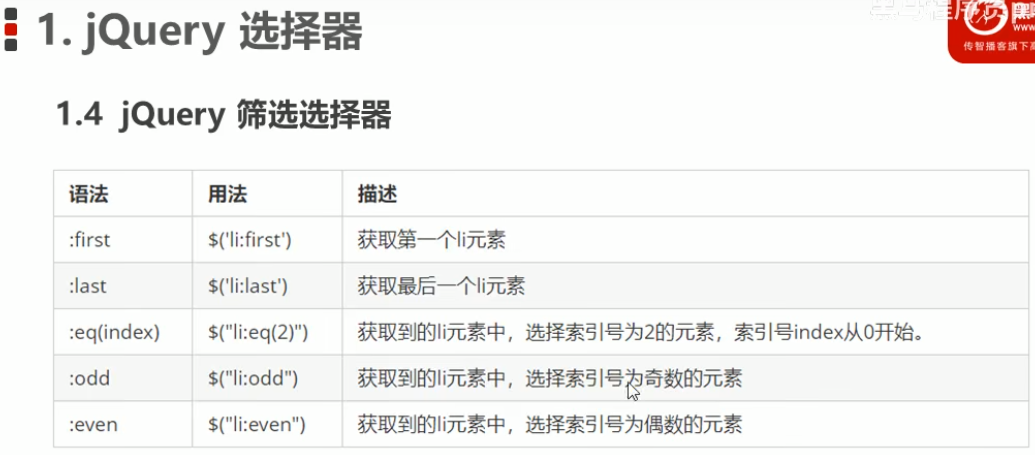 1. jQuery 选择器
传智播客旗下
1.4 jQuery 筛选选择器
语法 用法 描述
:first $('li:first') 获取第一个li元素
:last $('li:last') 获取最后一个li元素
:eq(index) $("li:eq(2)") 获取到的li元素中，选择索引号为2的元素，索引号index从0开始。
:odd $("li:odd") 获取到的li元素中，选择索引号为奇数的元素
:even $("li:even") 获取到的li元素中，选择索引号为偶数的元素